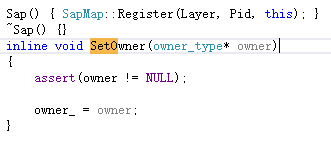 Sap() { SapMap::Register(Layer, Pid, this); }
~Sap() {}
inline void SetOwner(owner_type* owner)
{
    assert(owner != NULL);
    owner_ = owner;
}